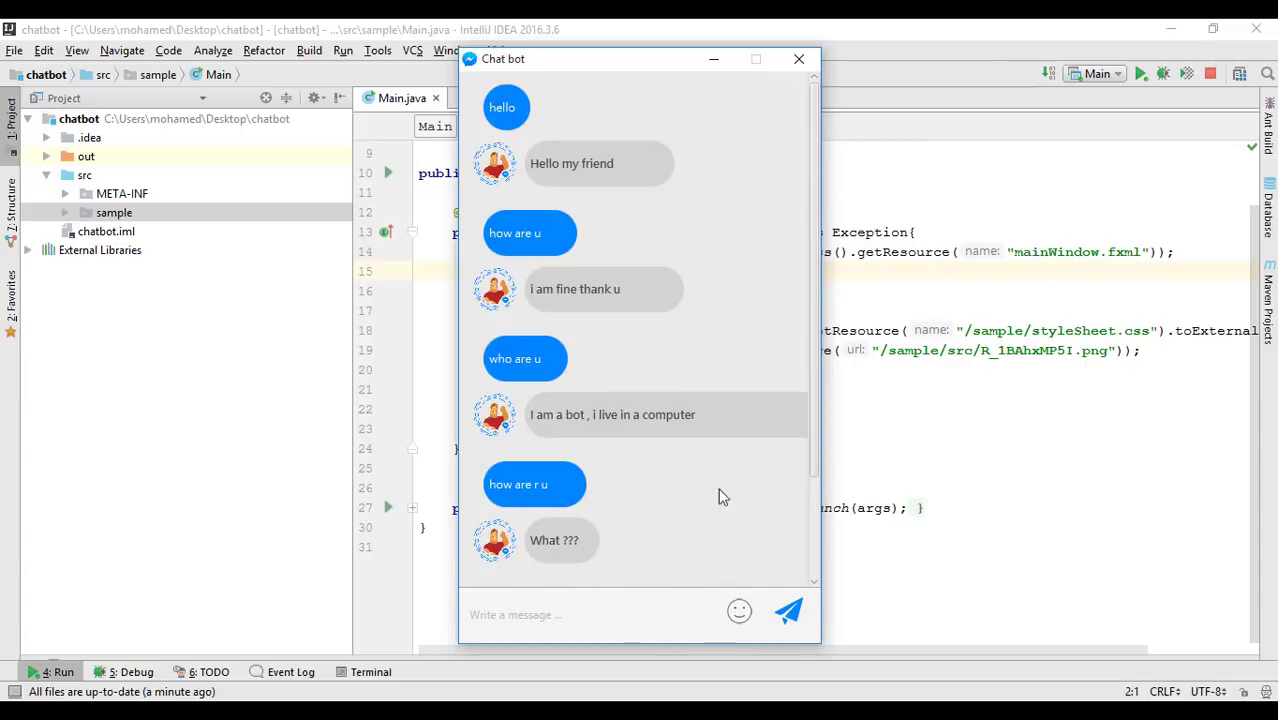 chatbot - [C:\Users\mohamed\Desktop\chatbot] - [chatbot] - ...\src\sample\Main.java - IntelliJ IDEA 2016.3.6
File Edit View Navigate Code Analyze Refactor Build Run Tools VCS
chatbot src sample Main
Main
Project
Main.java
1: Project
Z: Structure
2: Favorites
chatbot C:\Users\mohamed\Desktop\chatbot
.idea
out
src
META-INF
sample
chatbot.iml
External Libraries
Main
9
10 publ
11
12
13 s Exception{
14 ss().getResource( name: "mainWindow.fxml"));
15
16
17
18 etResource( name: "/sample/styleSheet.css").toExternal
19 re( url: "/sample/src/R_1BAhxMP5I.png"));
20
21
22
23
24 }
25
26
27 unch(args); }
30 }
31
Chat bot
hello
Hello my friend
how are u
i am fine thank u
who are u
I am a bot , i live in a computer
how are r u
What ???
Write a message ...
Ant Build
Database
Maven Projects
4: Run 5: Debug 6: TODO Event Log Terminal
All files are up-to-date (a minute ago) 2:1 CRLF UTF-8